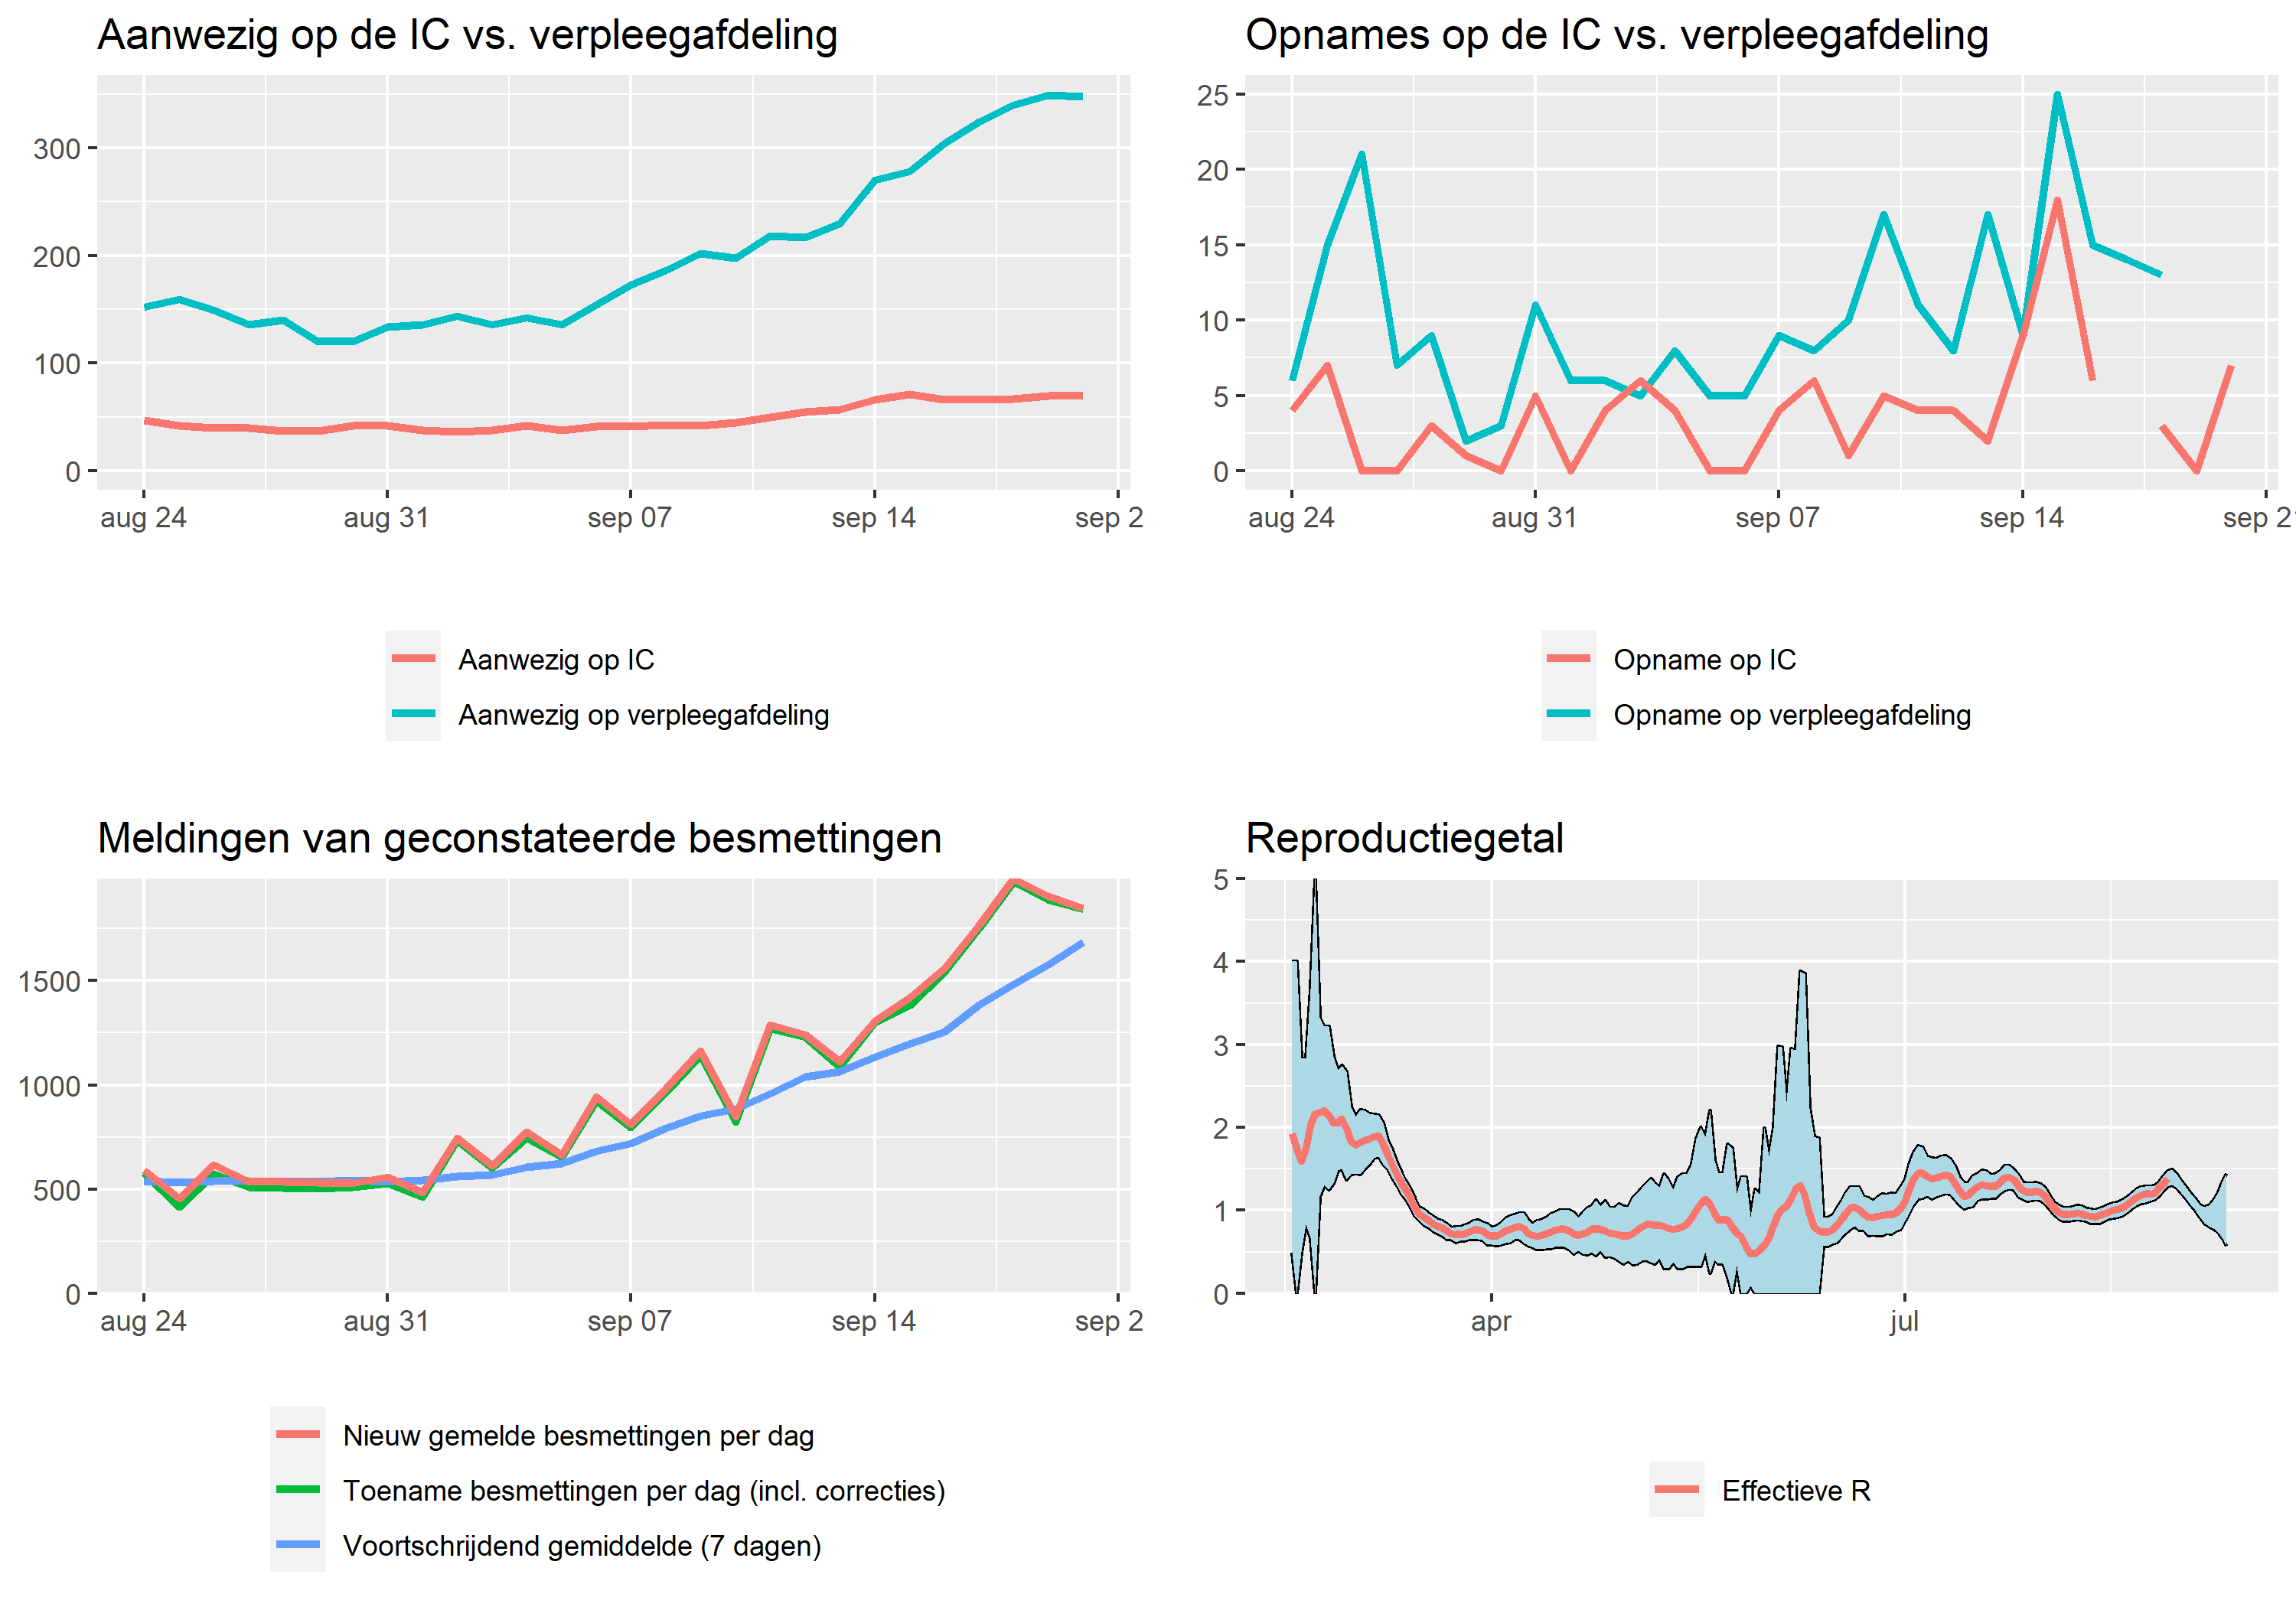 Aanwezig op de IC vs. verpleegafdeling
300
200
100
0
aug 24 aug 31 sep 07 sep 14 sep 2
Aanwezig op IC
Aanwezig op verpleegafdeling
Opnames op de IC vs. verpleegafdeling
25
20
15
10
5
0
aug 24 aug 31 sep 07 sep 14 sep 2
Opname op IC
Opname op verpleegafdeling
Meldingen van geconstateerde besmettingen
1500
1000
500
0
aug 24 aug 31 sep 07 sep 14 sep 2
Nieuw gemelde besmettingen per dag
Toename besmettingen per dag (incl. correcties)
Voortschrijdend gemiddelde (7 dagen)
Reproductiegetal
5
4
3
2
1
0
apr jul
Effectieve R